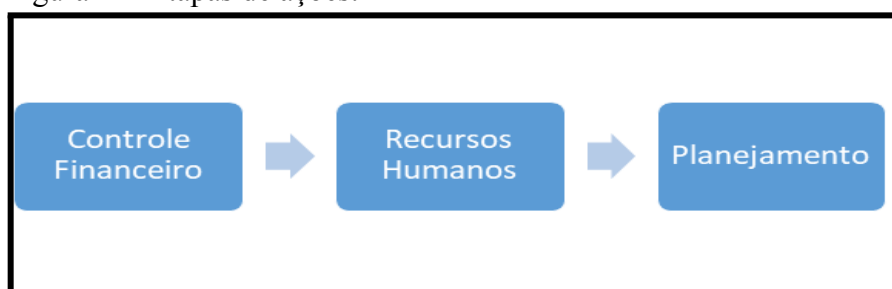 Controle
Financeiro
Recursos
Humanos
Planejamento